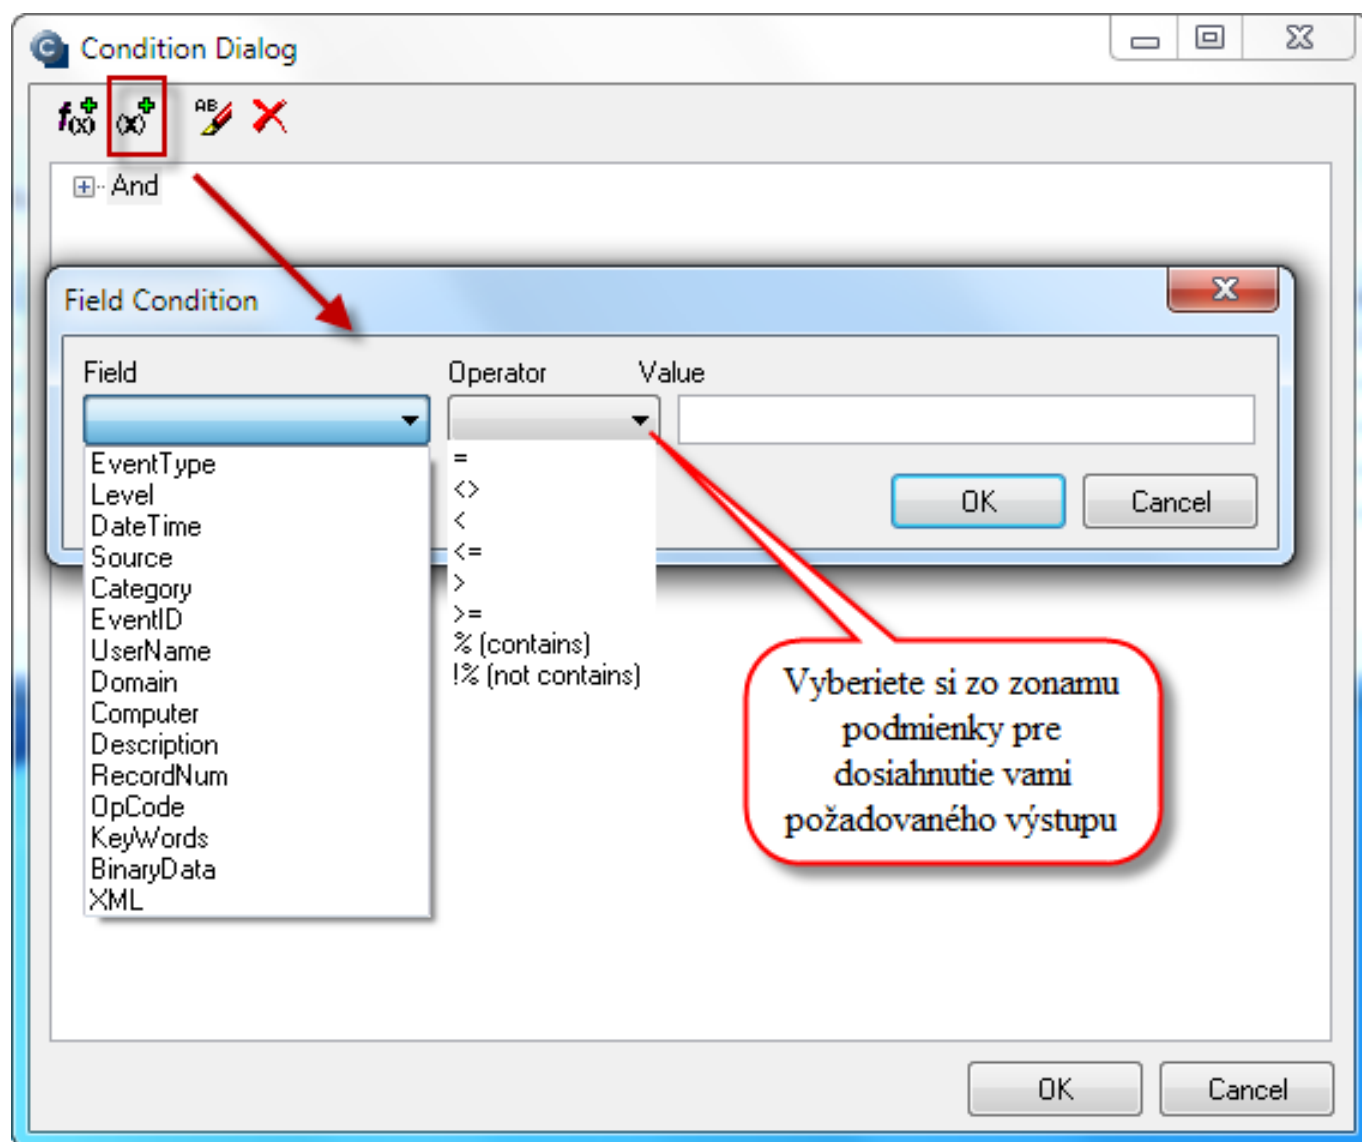 Condition Dialog
f(x) (x) AB
And
Field Condition
Field Operator Value
EventType
Level
DateTime
Source
Category
EventID
UserName
Domain
Computer
Description
RecordNum
OpCode
KeyWords
BinaryData
XML
=
<>
<
<=
>
>=
% (contains)
!% (not contains)
OK Cancel
Vyberiete si zo zonamu
podmienky pre
dosiahnutie vami
požadovaného výstupu
OK Cancel